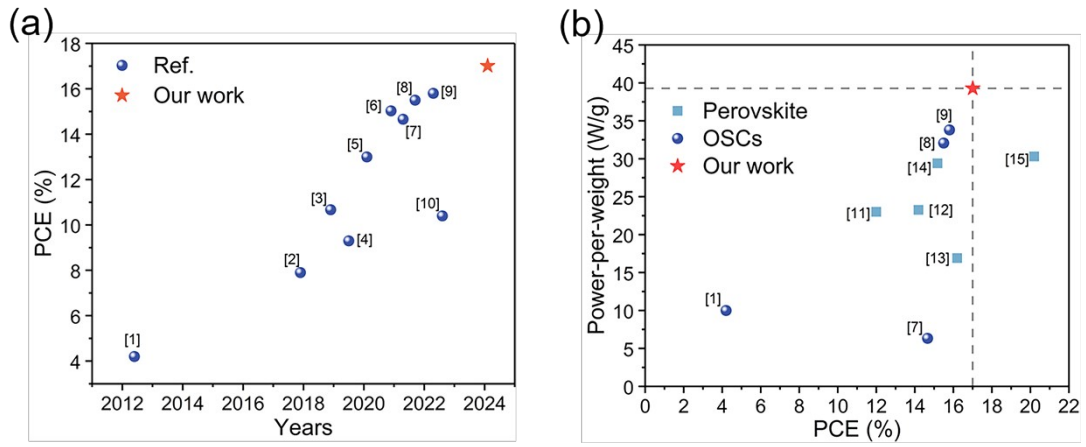 (a)
18
16
14
12
10
8
6
4
PCE (%)
Ref.
Our work
[1]
[2]
[3]
[4]
[5]
[6]
[7]
[8]
[9]
[10]
2012 2014 2016 2018 2020 2022 2024
Years
(b)
45
40
35
30
25
20
15
10
5
0
Power-per-weight (W/g)
Perovskite
OSCs
Our work
[9]
[8]
[14]
[15]
[11]
[12]
[13]
[1]
[7]
0 2 4 6 8 10 12 14 16 18 20 22
PCE (%)